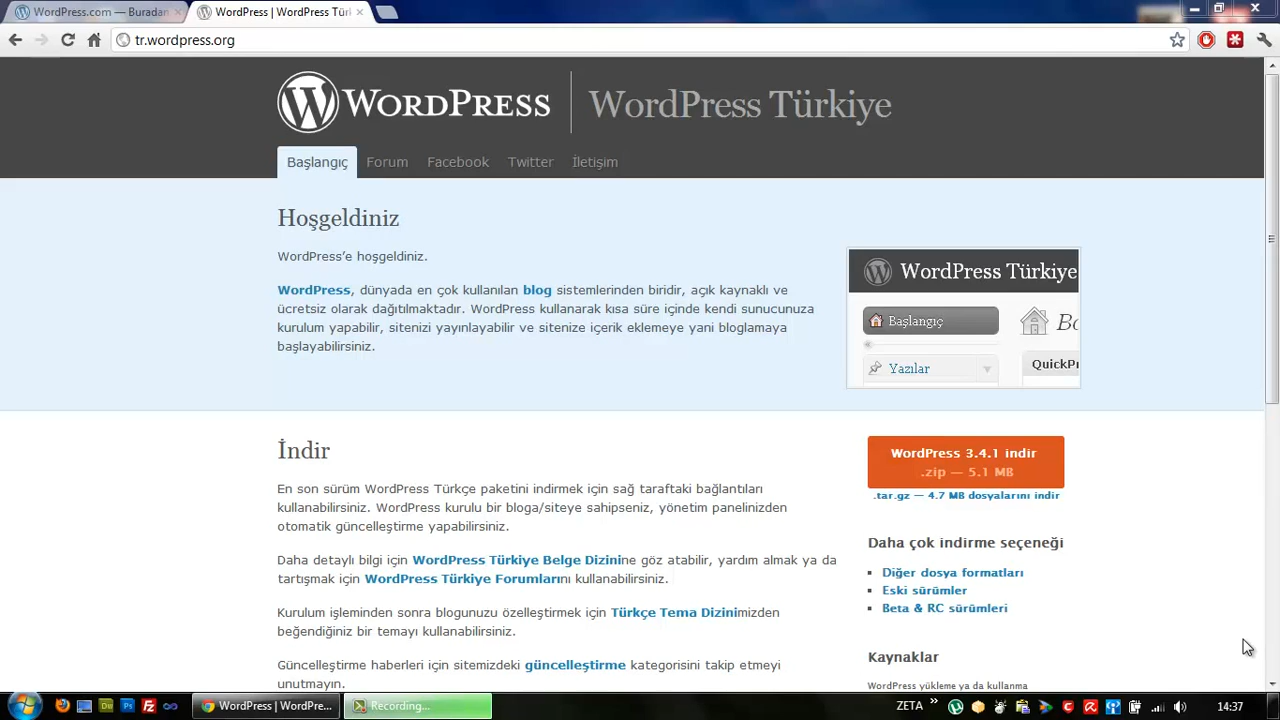 WordPress.com — Buradan
WordPress | WordPress Tür
tr.wordpress.org
WORDPRESS
WordPress Türkiye
Başlangıç Forum Facebook Twitter İletişim
Hoşgeldiniz
WordPress'e hoşgeldiniz.
WordPress, dünyada en çok kullanılan blog sistemlerinden biridir, açık kaynaklı ve
ücretsiz olarak dağıtılmaktadır. WordPress kullanarak kısa süre içinde kendi sunucunuza
kurulum yapabilir, sitenizi yayınlayabilir ve sitenize içerik eklemeye yani bloglamaya
başlayabilirsiniz.
WordPress Türkiye
Başlangıç
Yazılar
QuickPr
İndir
En son sürüm WordPress Türkçe paketini indirmek için sağ taraftaki bağlantıları
kullanabilirsiniz. WordPress kurulu bir bloga/siteye sahipseniz, yönetim panelinizden
otomatik güncelleştirme yapabilirsiniz.
Daha detaylı bilgi için WordPress Türkiye Belge Dizinine göz atabilir, yardım almak ya da
tartışmak için WordPress Türkiye Forumlarını kullanabilirsiniz.
Kurulum işleminden sonra blogunuzu özelleştirmek için Türkçe Tema Dizinimizden
beğendiğiniz bir temayı kullanabilirsiniz.
Güncelleştirme haberleri için sitemizdeki güncelleştirme kategorisini takip etmeyi
unutmayın.
WordPress 3.4.1 indir
.zip — 5.1 MB
.tar.gz — 4.7 MB dosyalarını indir
Daha çok indirme seçeneği
Diğer dosya formatları
Eski sürümler
Beta & RC sürümleri
Kaynaklar
WordPress yükleme ya da kullanma
WordPress | WordPre...
Recording...
ZETA
14:37